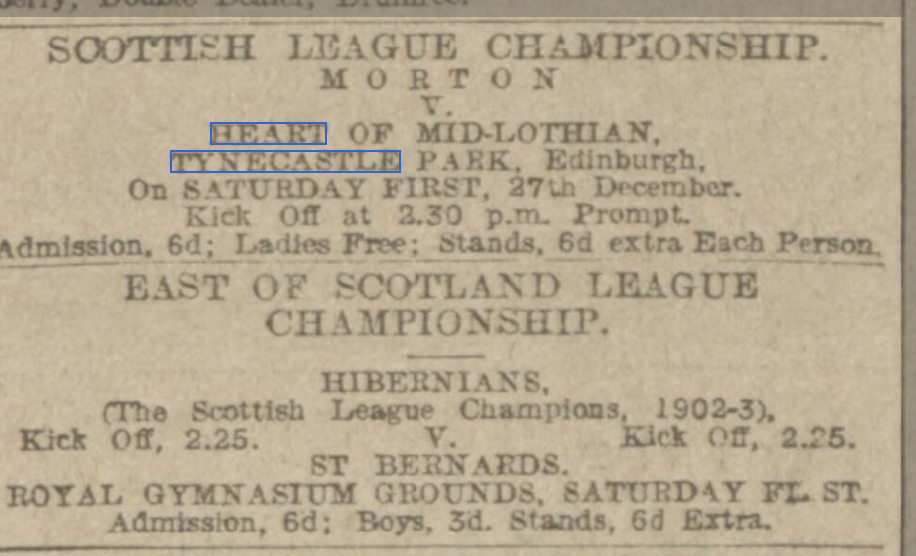 SCOTTISH LEAGUE CHAMPIONSHIP.
MORTON
V.
HEART OF MID-LOTHIAN,
TYNECASTLE PARK, Edinburgh,
On SATURDAY FIRST, 27th December.
Kick Off at 2.30 p.m. Prompt.
Admission, 6d; Ladies Free; Stands, 6d extra Each Person.
EAST OF SCOTLAND LEAGUE
CHAMPIONSHIP.
HIBERNIANS,
(The Scottish League Champions, 1902-3),
Kick Off, 2.25. V. Kick Off, 2.25.
ST BERNARDS.
ROYAL GYMNASIUM GROUNDS, SATURDAY
Admission, 6d; Boys, 3d. Stands, 6d Extra.